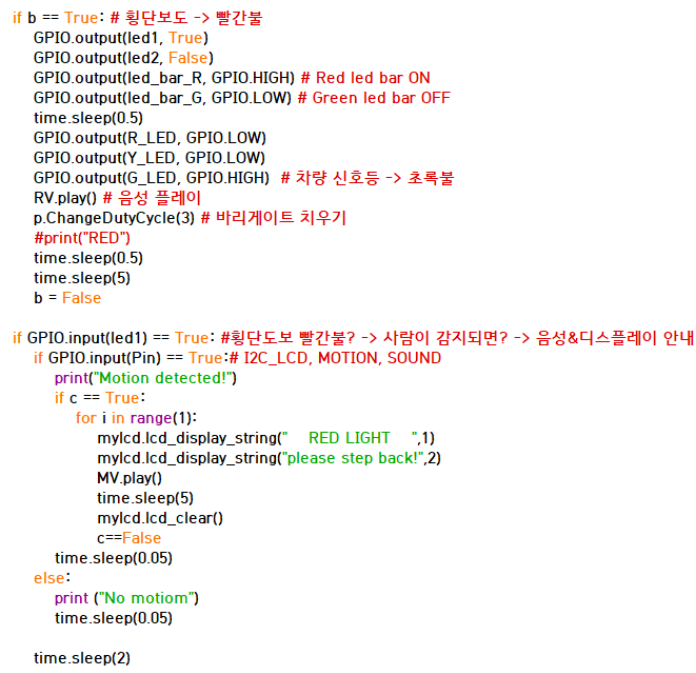 if b == True: # 횡단보도 -> 빨간불
GPIO.output(led1, True)
GPIO.output(led2, False)
GPIO.output(led_bar_R, GPIO.HIGH) # Red led bar ON
GPIO.output(led_bar_G, GPIO.LOW) # Green led bar OFF
time.sleep(0.5)
GPIO.output(R_LED, GPIO.LOW)
GPIO.output(Y_LED, GPIO.LOW)
GPIO.output(G_LED, GPIO.HIGH)  # 차량 신호등 -> 초록불
RV.play() # 음성 플레이
p.ChangeDutyCycle(3) # 바리게이트 치우기
#print("RED")
time.sleep(0.5)
time.sleep(5)
b = False
if GPIO.input(led1) == True: #횡단도보 빨간불? -> 사람이 감지되면? -> 음성&디스플레이 안내
if GPIO.input(Pin) == True:# I2C_LCD, MOTION, SOUND
print("Motion detected!")
if c == True:
for i in range(1):
mylcd.lcd_display_string("    RED LIGHT    ",1)
mylcd.lcd_display_string("please step back!",2)
MV.play()
time.sleep(5)
mylcd.lcd_clear()
c==False
time.sleep(0.05)
else:
print ("No motiom")
time.sleep(0.05)
time.sleep(2)